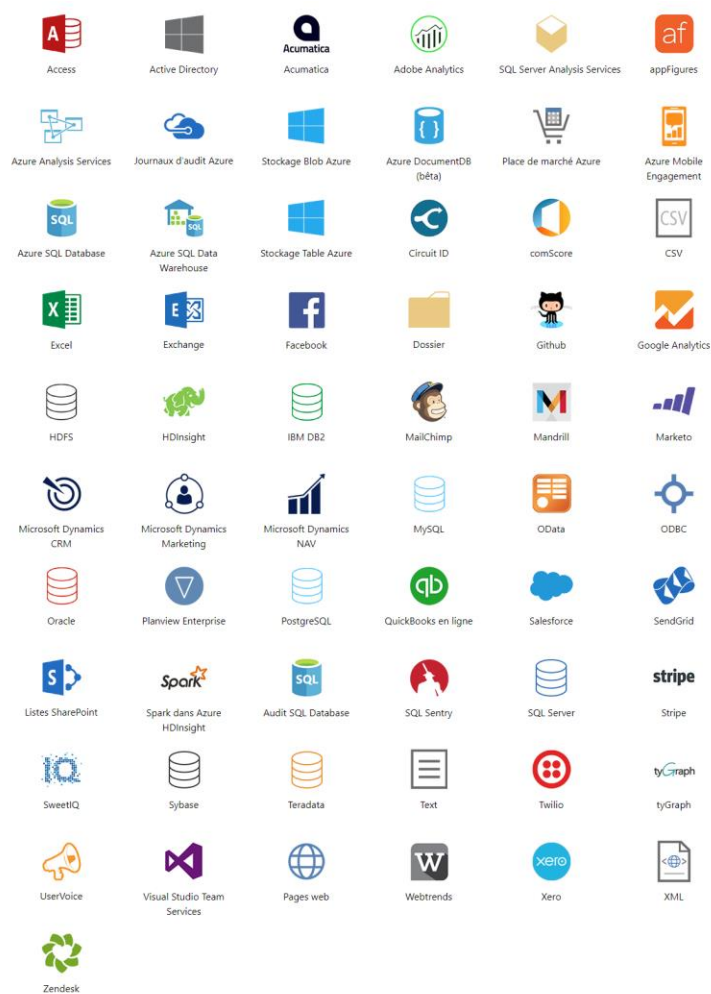 A
Acumatica
af
Access
Active Directory
Acumatica
Adobe Analytics
SQL Server Analysis Services
appFigures
{ }
Azure Analysis Services
Journaux d'audit Azure
Stockage Blob Azure
Azure DocumentDB
(bêta)
Place de marché Azure
Azure Mobile
Engagement
SQL
SQL
CSV
Azure SQL Database
Azure SQL Data
Warehouse
Stockage Table Azure
Circuit ID
comScore
CSV
X
E
f
Excel
Exchange
Facebook
Dossier
Github
Google Analytics
M
HDFS
HDInsight
IBM DB2
MailChimp
Mandrill
Marketo
Microsoft Dynamics
CRM
Microsoft Dynamics
Marketing
Microsoft Dynamics
NAV
MySQL
OData
ODBC
qb
Oracle
Planview Enterprise
PostgreSQL
QuickBooks en ligne
Salesforce
SendGrid
S
Spark
SQL
stripe
Listes SharePoint
Spark dans Azure
HDInsight
Audit SQL Database
SQL Sentry
SQL Server
Stripe
IQ
tyGraph
SweetIQ
Sybase
Teradata
Text
Twilio
tyGraph
W
xero
UserVoice
Visual Studio Team
Services
Pages web
Webtrends
Xero
XML
Zendesk